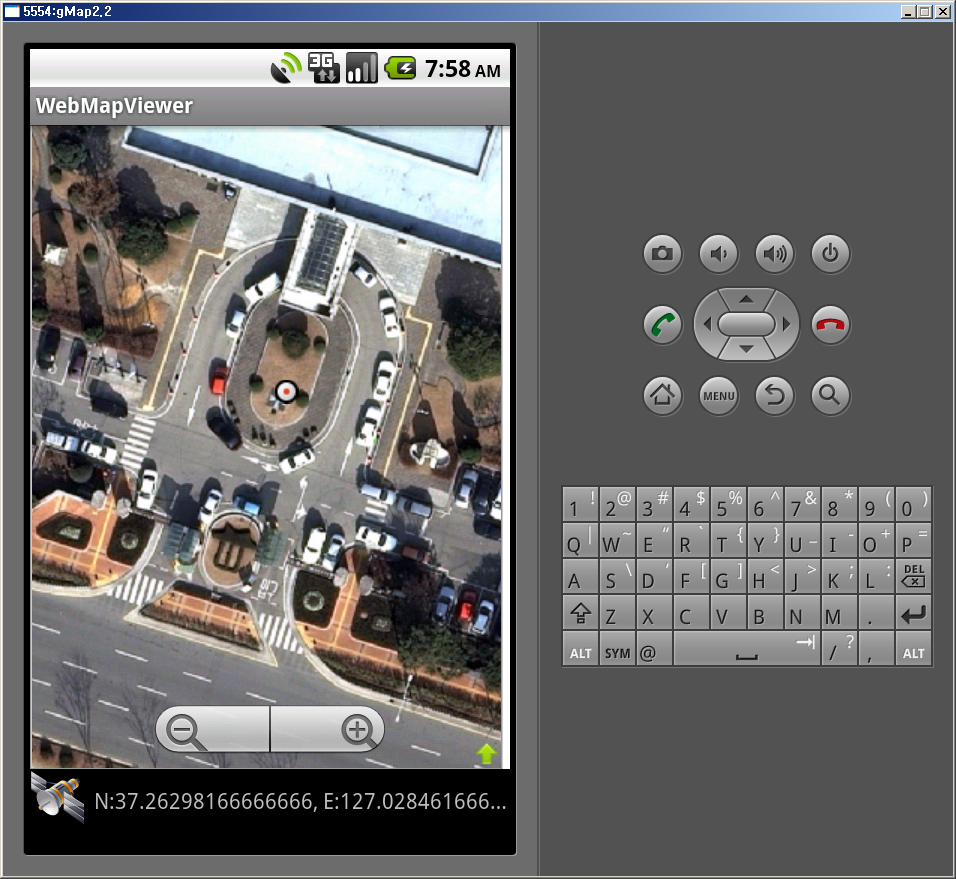 5554:gMap2,2
3G
7:58 AM
WebMapViewer
N:37.26298166666666, E:127.028461666...
MENU
1 ! 2 @ 3 # 4 $ 5 % 6 ^ 7 & 8 * 9 ( 0 )
Q | W ~ E “ R ` T { Y } U _ I - O + P =
A S \ D ‘ F [ G ] H < J > K ; L : DEL
Z X C V B N M .
ALT SYM @ / ? , ALT